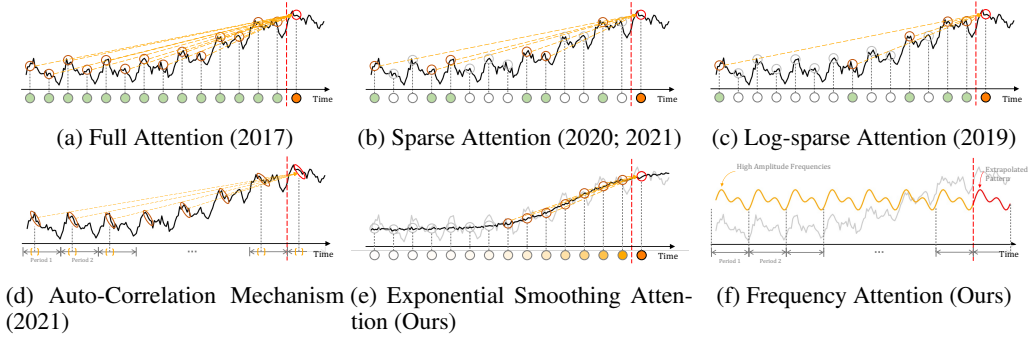 Time
Time
Time
(a) Full Attention (2017)
(b) Sparse Attention (2020; 2021)
(c) Log-sparse Attention (2019)
High Amplitude Frequencies
Extrapolated
Pattern
Period 1
Period 2
...
Time
Time
Period 1
Period 2
...
Time
(d) Auto-Correlation Mechanism
(2021)
(e) Exponential Smoothing Atten-
tion (Ours)
(f) Frequency Attention (Ours)